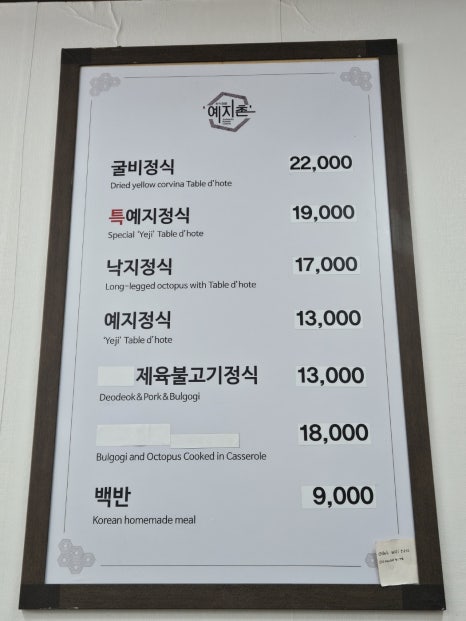 예지촌
굴비정식 22,000
Dried yellow corvina Table d'hote
특예지정식 19,000
Special 'Yeji' Table d'hote
낙지정식 17,000
Long-legged octopus with Table d'hote
예지정식 13,000
'Yeji' Table d'hote
제육불고기정식 13,000
Deodeok&Pork&Bulgogi
18,000
Bulgogi and Octopus Cooked in Casserole
백반 9,000
Korean homemade meal